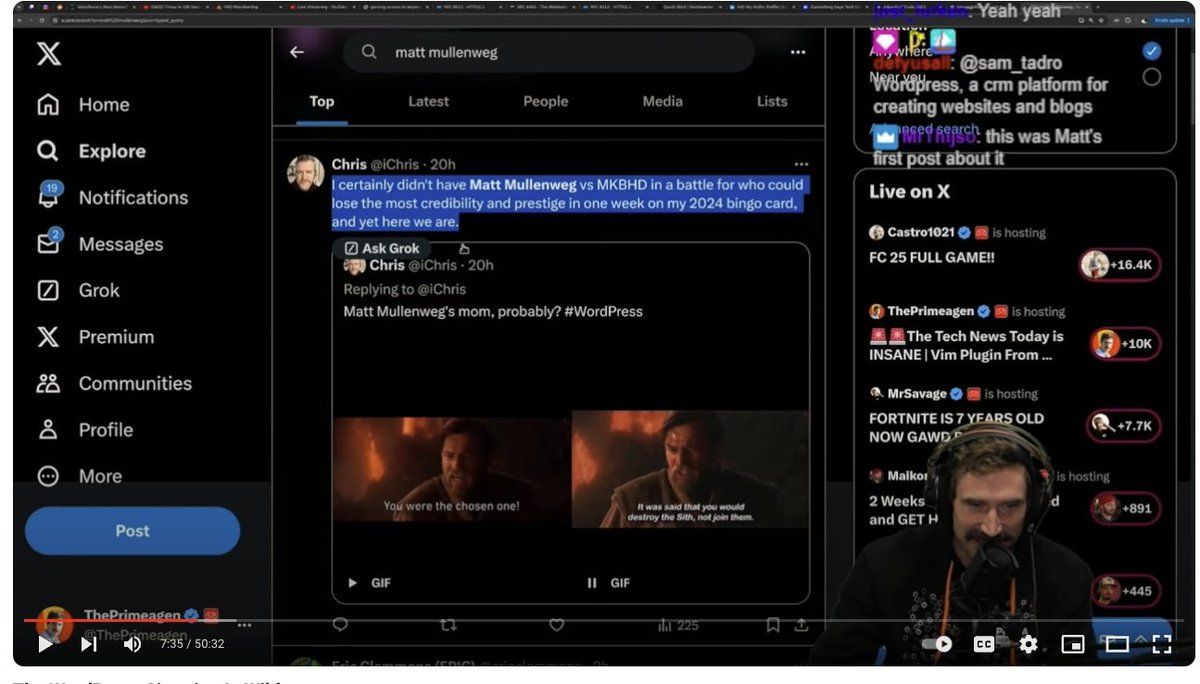 matt mullenweg
Home
Explore
19
Notifications
2
Messages
Grok
Premium
Communities
Profile
More
Post
ThePrimeagen
@ThePrimeagen
Top Latest People Media Lists
Chris @iChris · 20h
I certainly didn't have Matt Mullenweg vs MKBHD in a battle for who could
lose the most credibility and prestige in one week on my 2024 bingo card,
and yet here we are.
Ask Grok
Chris @iChris · 20h
Replying to @iChris
Matt Mullenweg's mom, probably? #WordPress
You were the chosen one!
It was said that you would
destroy the Sith, not join them.
GIF
GIF
225
Yeah yeah
Location
Anywhere
D:
defyusall: @sam_tadro
Near you
Wordpress, a crm platform for
creating websites and blogs
Advanced search
MrThijso: this was Matt's
first post about it
Live on X
Castro1021 is hosting
FC 25 FULL GAME!!
+16.4K
ThePrimeagen is hosting
The Tech News Today is
INSANE | Vim Plugin From ...
+10K
MrSavage is hosting
FORTNITE IS 7 YEARS OLD
NOW GAWD
+7.7K
is hosting
2 Weeks
and GET
+891
+445
7:35 / 50:32
CC